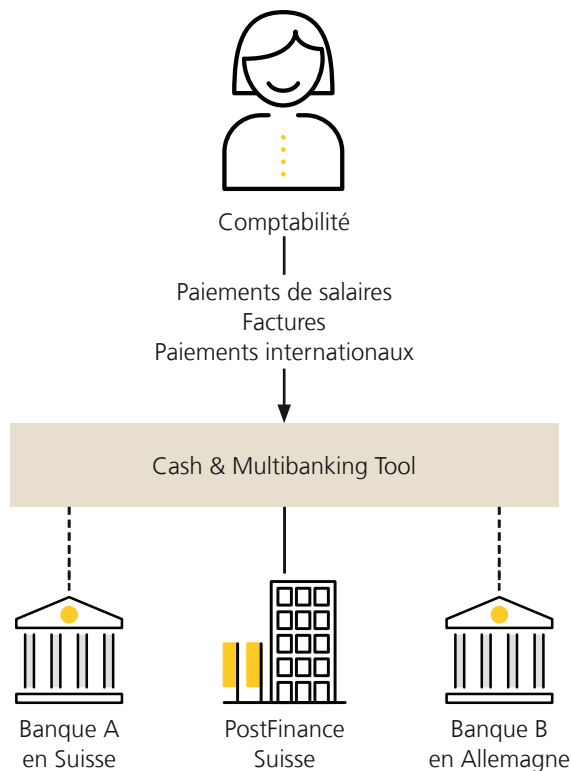 Comptabilité
Paiements de salaires
Factures
Paiements internationaux
Cash & Multibanking Tool
Banque A
en Suisse
PostFinance
Suisse
Banque B
en Allemagne